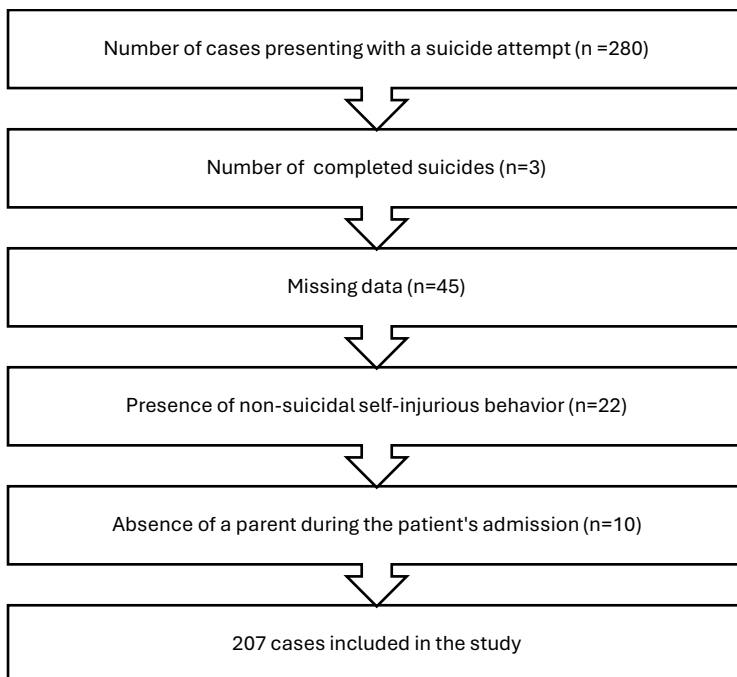 Number of cases presenting with a suicide attempt (n =280)
Number of  completed suicides (n=3)
Missing data (n=45)
Presence of non-suicidal self-injurious behavior (n=22)
Absence of a parent during the patient's admission (n=10)
207 cases included in the study